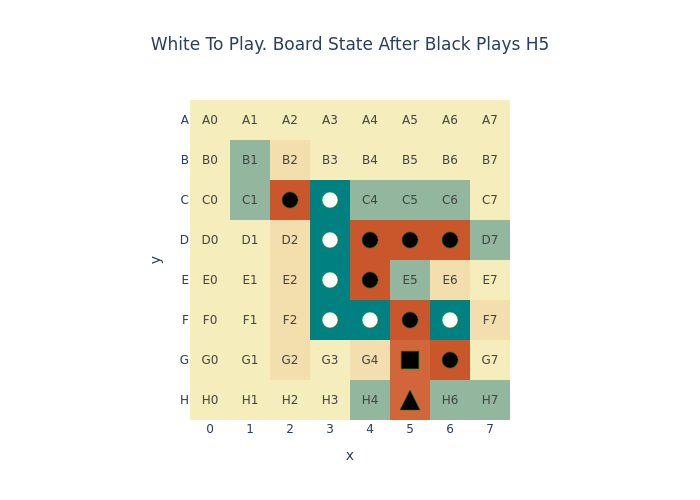 White To Play. Board State After Black Plays H5
A A0 A1 A2 A3 A4 A5 A6 A7
B B0 B1 B2 B3 B4 B5 B6 B7
C C0 C1 C4 C5 C6 C7
D D0 D1 D2 D7
E E0 E1 E2 E5 E6 E7
F F0 F1 F2 F7
G G0 G1 G2 G3 G4 G7
H H0 H1 H2 H3 H4 H6 H7
0 1 2 3 4 5 6 7
x
y